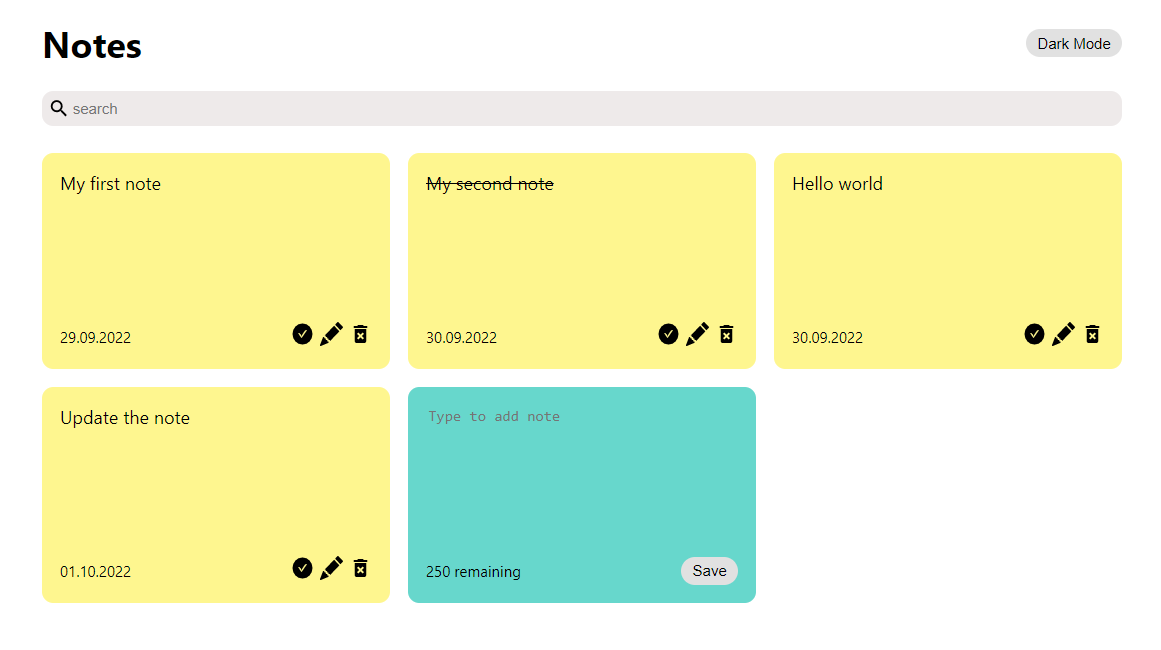 Notes
Dark Mode
search
My first note
My second note
Hello world
29.09.2022
30.09.2022
30.09.2022
Update the note
Type to add note
01.10.2022
250 remaining
Save